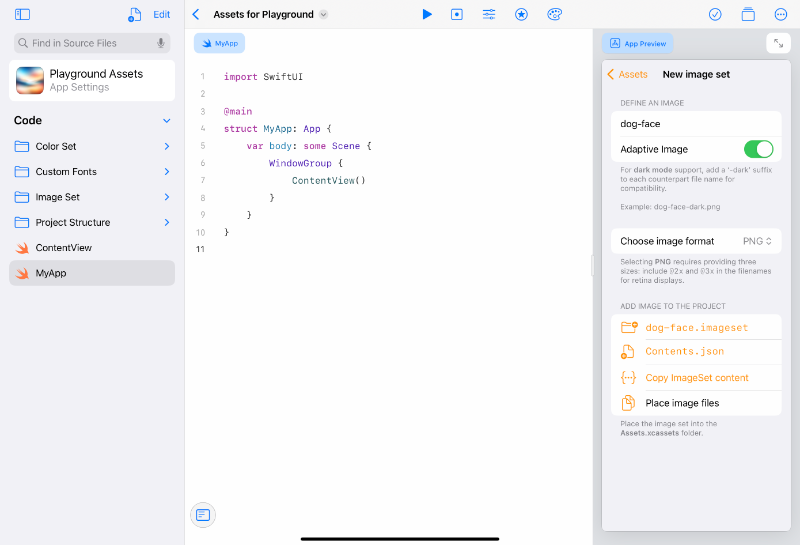 Edit
Assets for Playground
Find in Source Files
Playground Assets
App Settings
Code
Color Set
Custom Fonts
Image Set
Project Structure
ContentView
MyApp
MyApp
1 import SwiftUI
2
3 @main
4 struct MyApp: App {
5 var body: some Scene {
6 WindowGroup {
7 ContentView()
8 }
9 }
10 }
11
App Preview
Assets
New image set
DEFINE AN IMAGE
dog-face
Adaptive Image
For dark mode support, add a '-dark' suffix
to each counterpart file name for
compatibility.
Example: dog-face-dark.png
Choose image format PNG
Selecting PNG requires providing three
sizes: include @2x and @3x in the filenames
for retina displays.
ADD IMAGE TO THE PROJECT
dog-face.imageset
Contents.json
Copy ImageSet content
Place image files
Place the image set into the
Assets.xcassets folder.